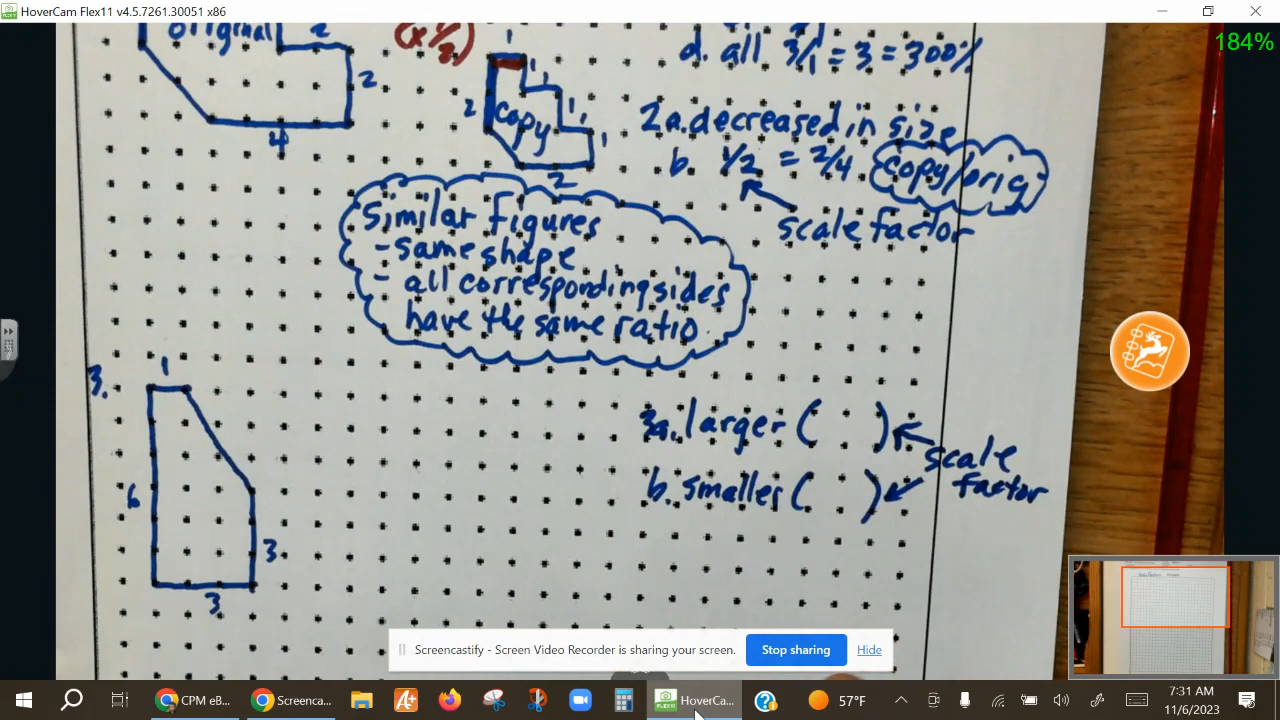 HoverCam Flex11 v4.5.7261.30051 x86
184%
original
2
2
4
(x 1/2)
1
1
1
1
1
2
copy
2
d. all 3/1 = 3 = 300%
2a. decreased in size
b. 1/2 = 2/4 copy/orig
scale factor
Similar figures
- same shape
- all corresponding sides
have the same ratio.
3.
1
6
3
3
3a. larger ( )
b. smaller ( )
scale
factor
Screencastify - Screen Video Recorder is sharing your screen.
Stop sharing
Hide
CPM eB...
Screenca...
HoverCa...
57°F
7:31 AM
11/6/2023